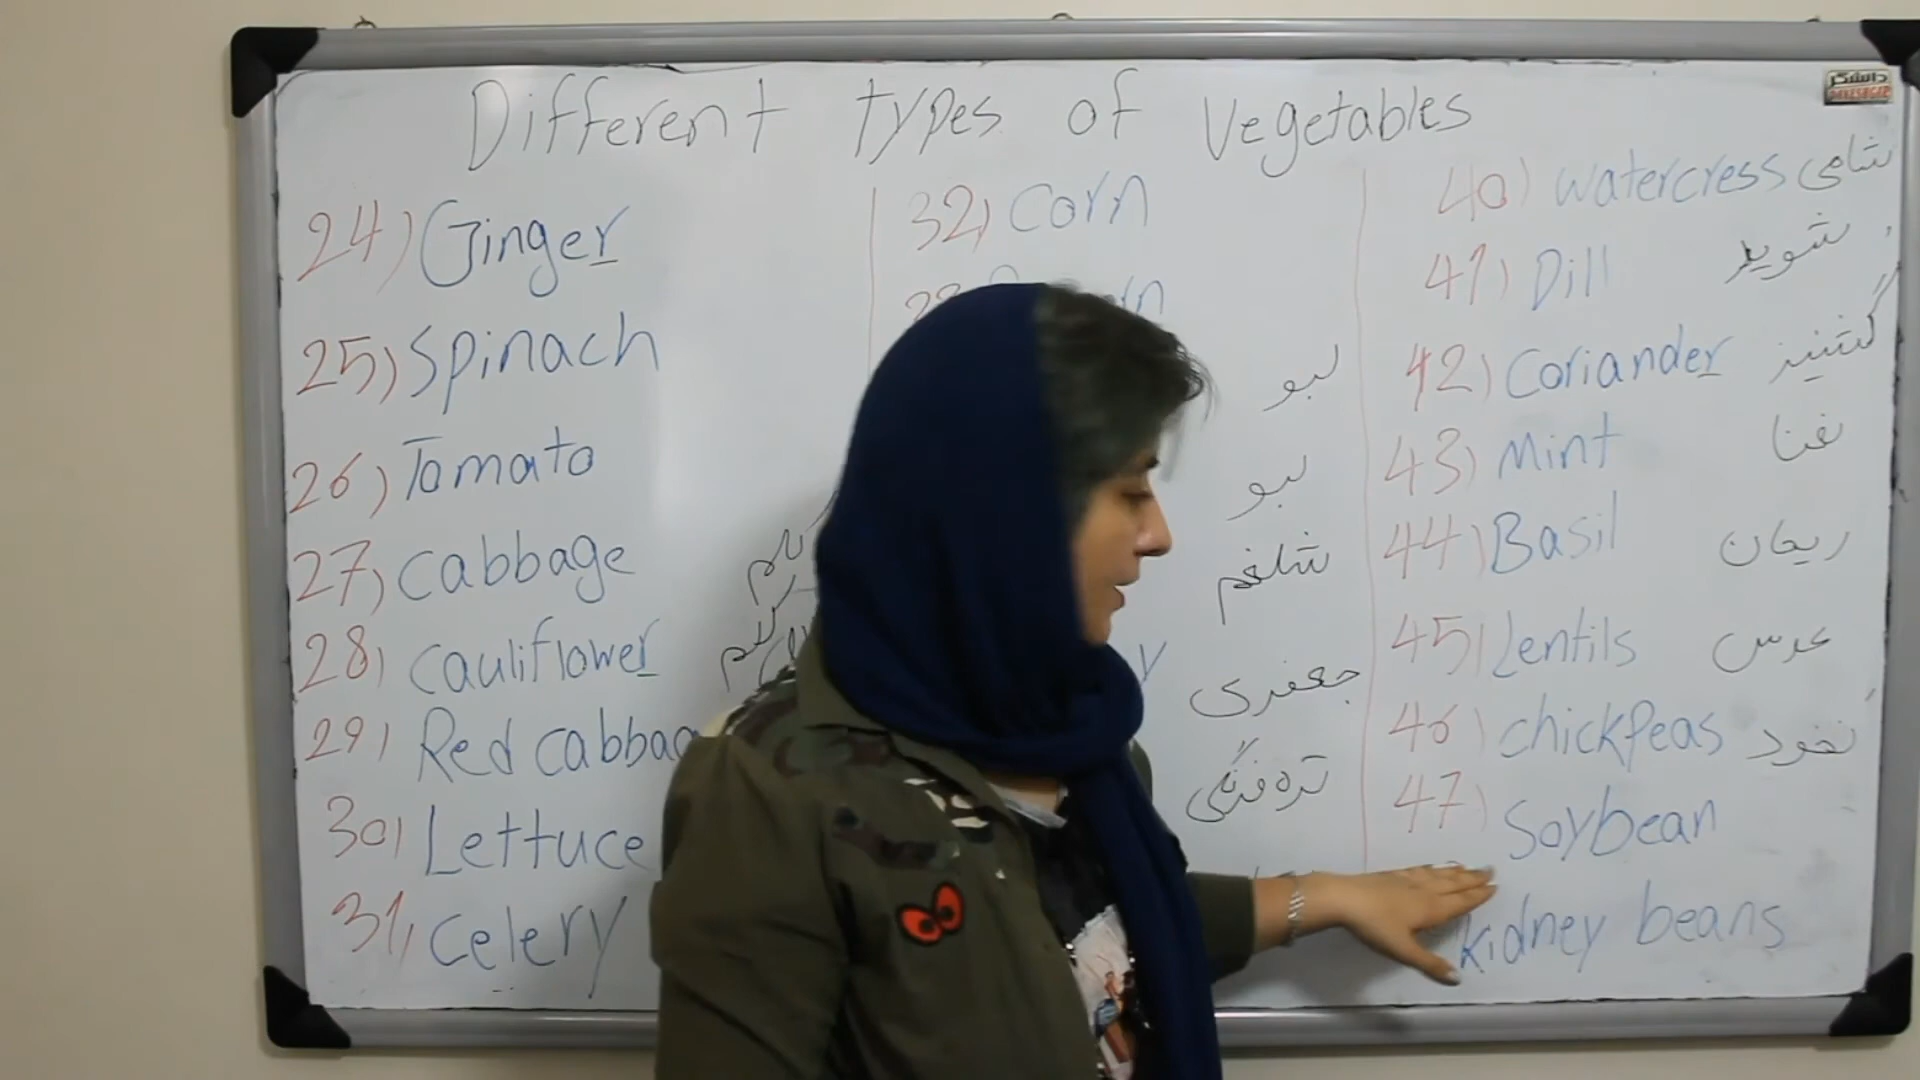 Different Types of Vegetables
24) Ginger
25) Spinach
26) Tomato
27) cabbage
28) cauliflower
29) Red cabbag
30) Lettuce
31) celery
کلم
32) Corn
لبو
لبو
شلغم
جعفری
تره فرنگی
40) watercress شاهی
41) Dill شوید
42) Coriander گشنیز
43) Mint نعنا
44) Basil ریحان
45) Lentils عدس
46) chickpeas نخود
47) Soybean
kidney beans
دانشگر